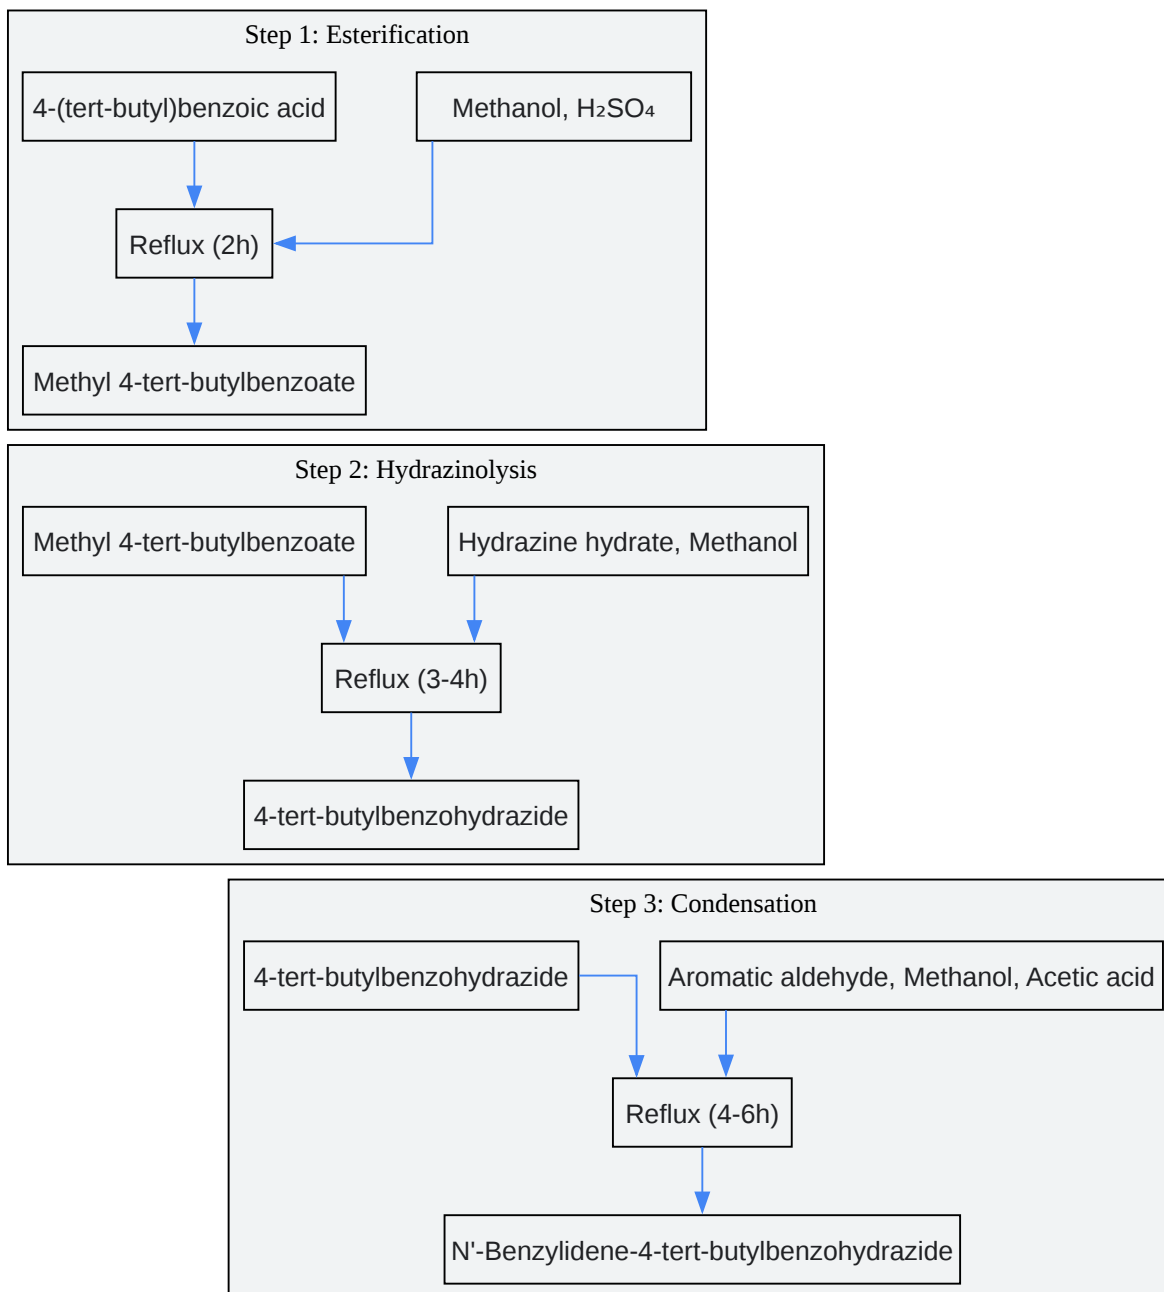 Step 1: Esterification
4-(tert-butyl)benzoic acid
Methanol, H₂SO₄
Reflux (2h)
Methyl 4-tert-butylbenzoate
Step 2: Hydrazinolysis
Methyl 4-tert-butylbenzoate
Hydrazine hydrate, Methanol
Reflux (3-4h)
4-tert-butylbenzohydrazide
Step 3: Condensation
4-tert-butylbenzohydrazide
Aromatic aldehyde, Methanol, Acetic acid
Reflux (4-6h)
N'-Benzylidene-4-tert-butylbenzohydrazide